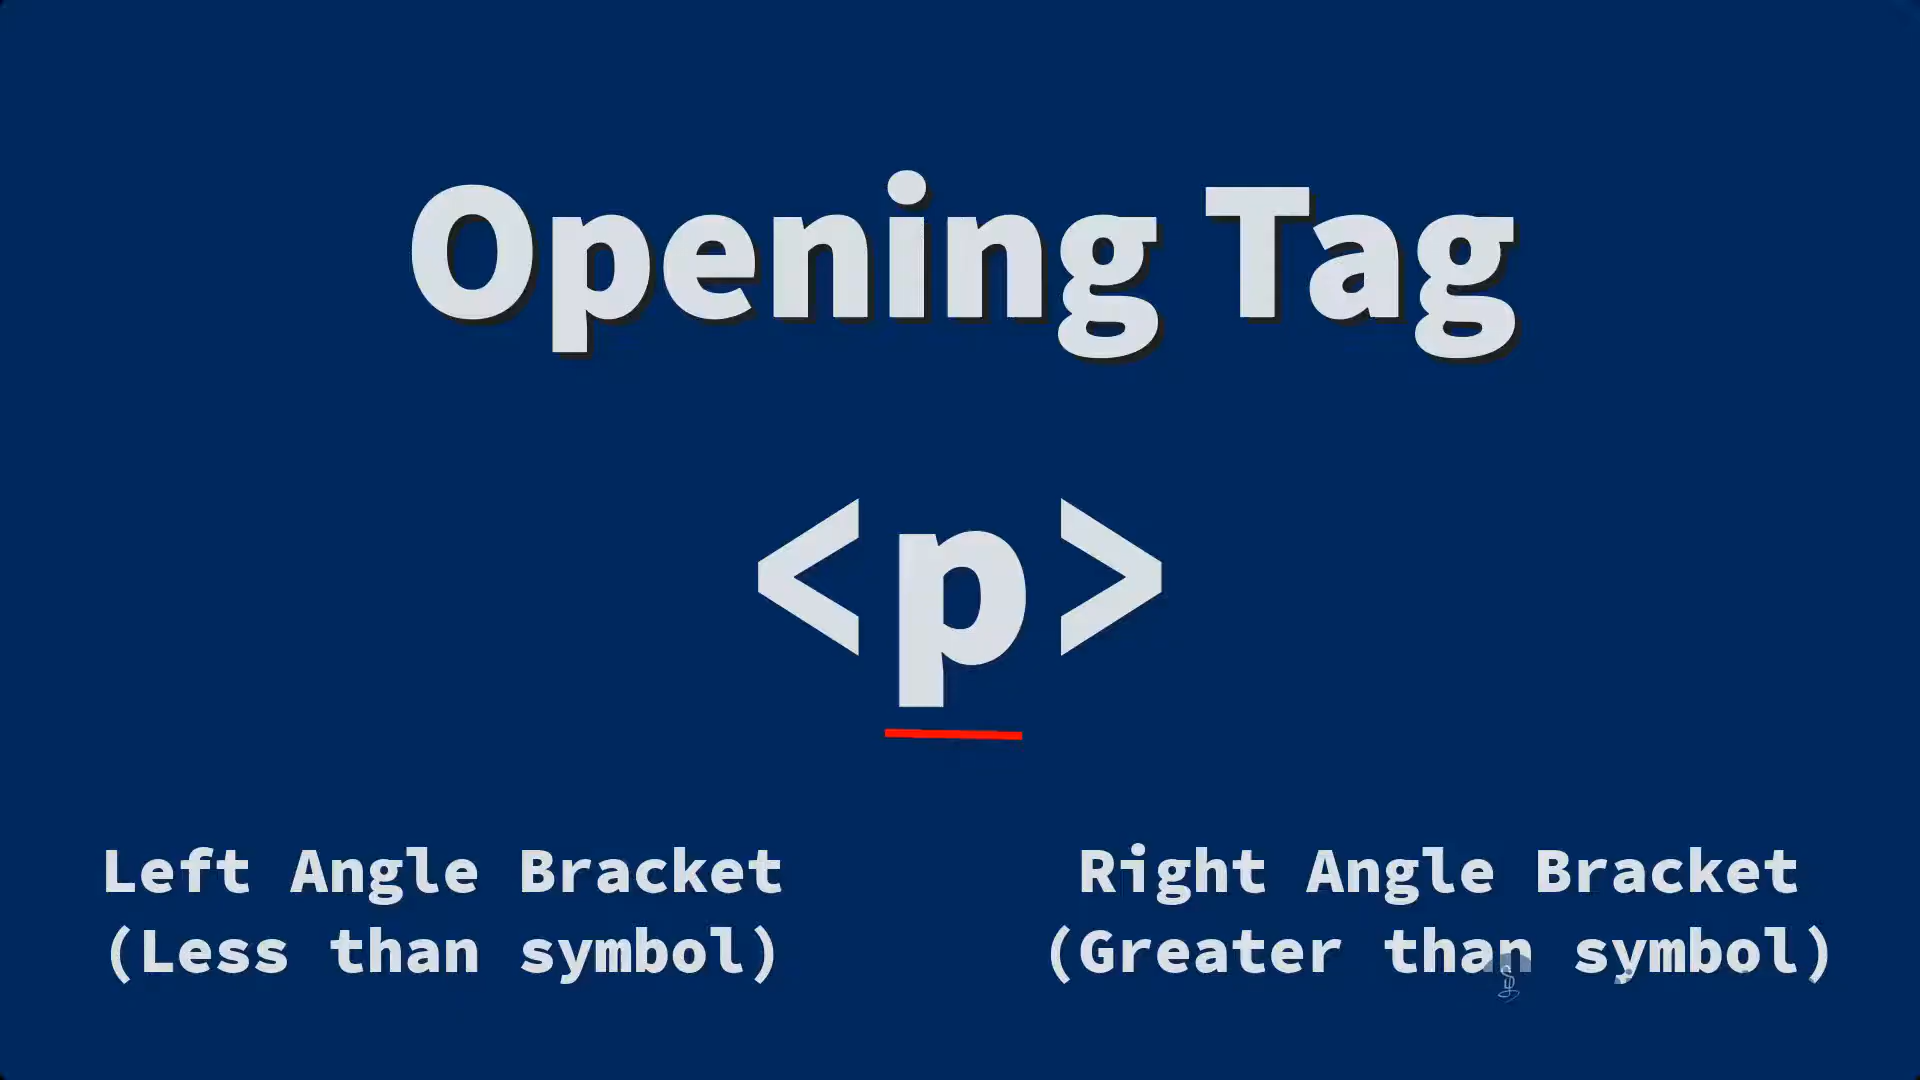 Opening Tag
<p>
Left Angle Bracket
(Less than symbol)
Right Angle Bracket
(Greater than symbol)